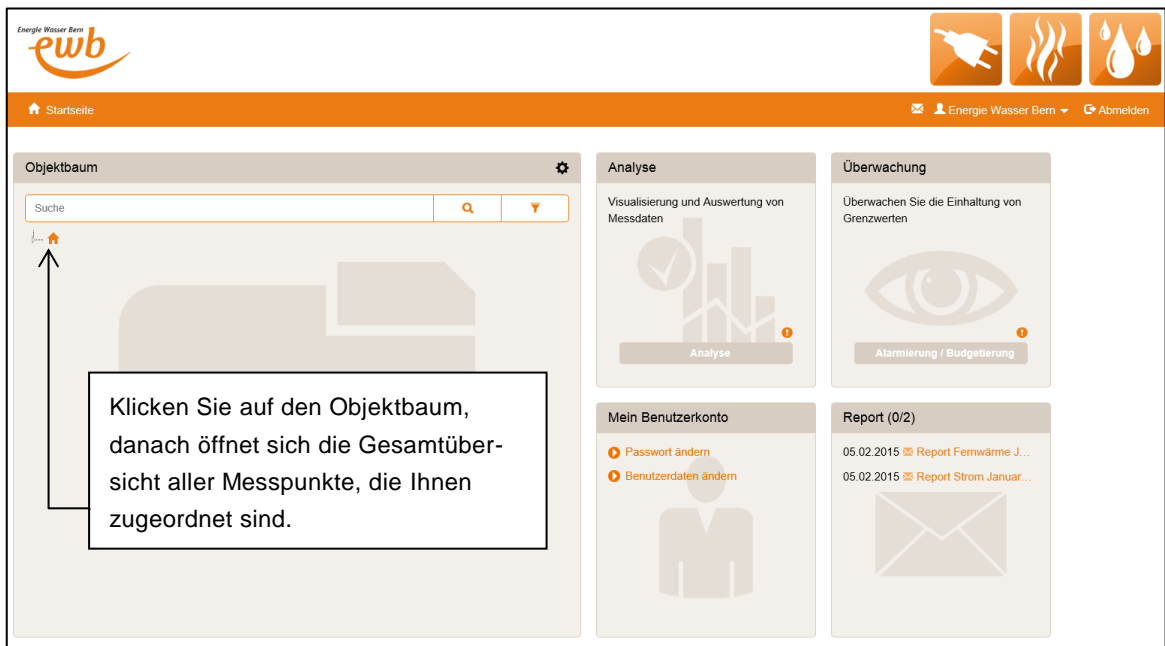 Energie Wasser Bern
ewb
Startseite
Energie Wasser Bern
Abmelden
Objektbaum
Suche
Klicken Sie auf den Objektbaum,
danach öffnet sich die Gesamtüber-
sicht aller Messpunkte, die Ihnen
zugeordnet sind.
Analyse
Visualisierung und Auswertung von
Messdaten
Analyse
Überwachung
Überwachen Sie die Einhaltung von
Grenzwerten
Alarmierung / Budgetierung
Mein Benutzerkonto
Passwort ändern
Benutzerdaten ändern
Report (0/2)
05.02.2015 Report Fernwärme J...
05.02.2015 Report Strom Januar...